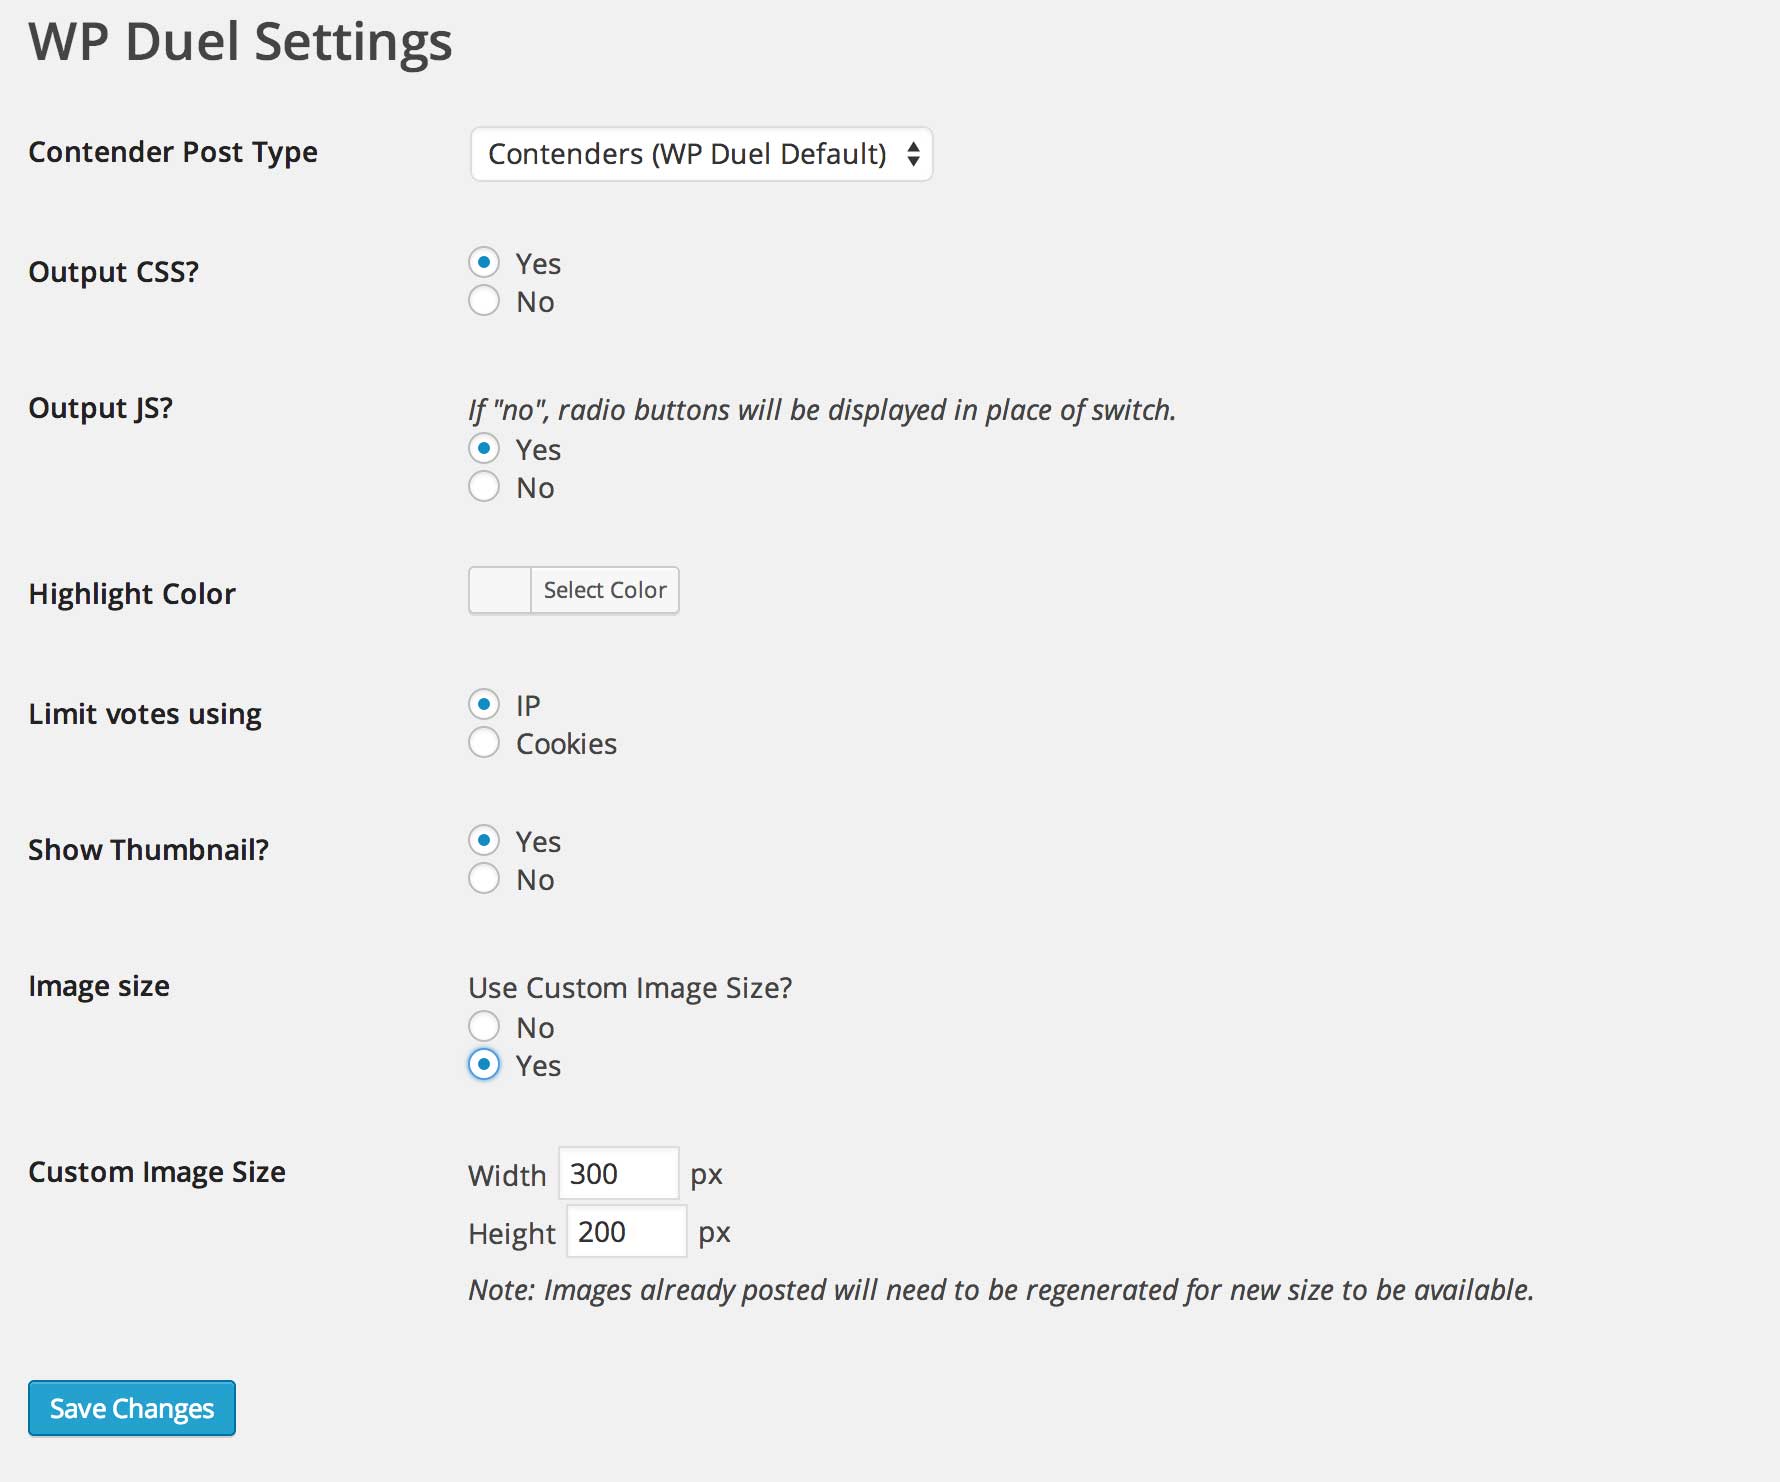 WP Duel Settings
Contender Post Type
Contenders (WP Duel Default)
Output CSS?
Yes
No
Output JS?
If "no", radio buttons will be displayed in place of switch.
Yes
No
Highlight Color
Select Color
Limit votes using
IP
Cookies
Show Thumbnail?
Yes
No
Image size
Use Custom Image Size?
No
Yes
Custom Image Size
Width 300 px
Height 200 px
Note: Images already posted will need to be regenerated for new size to be available.
Save Changes